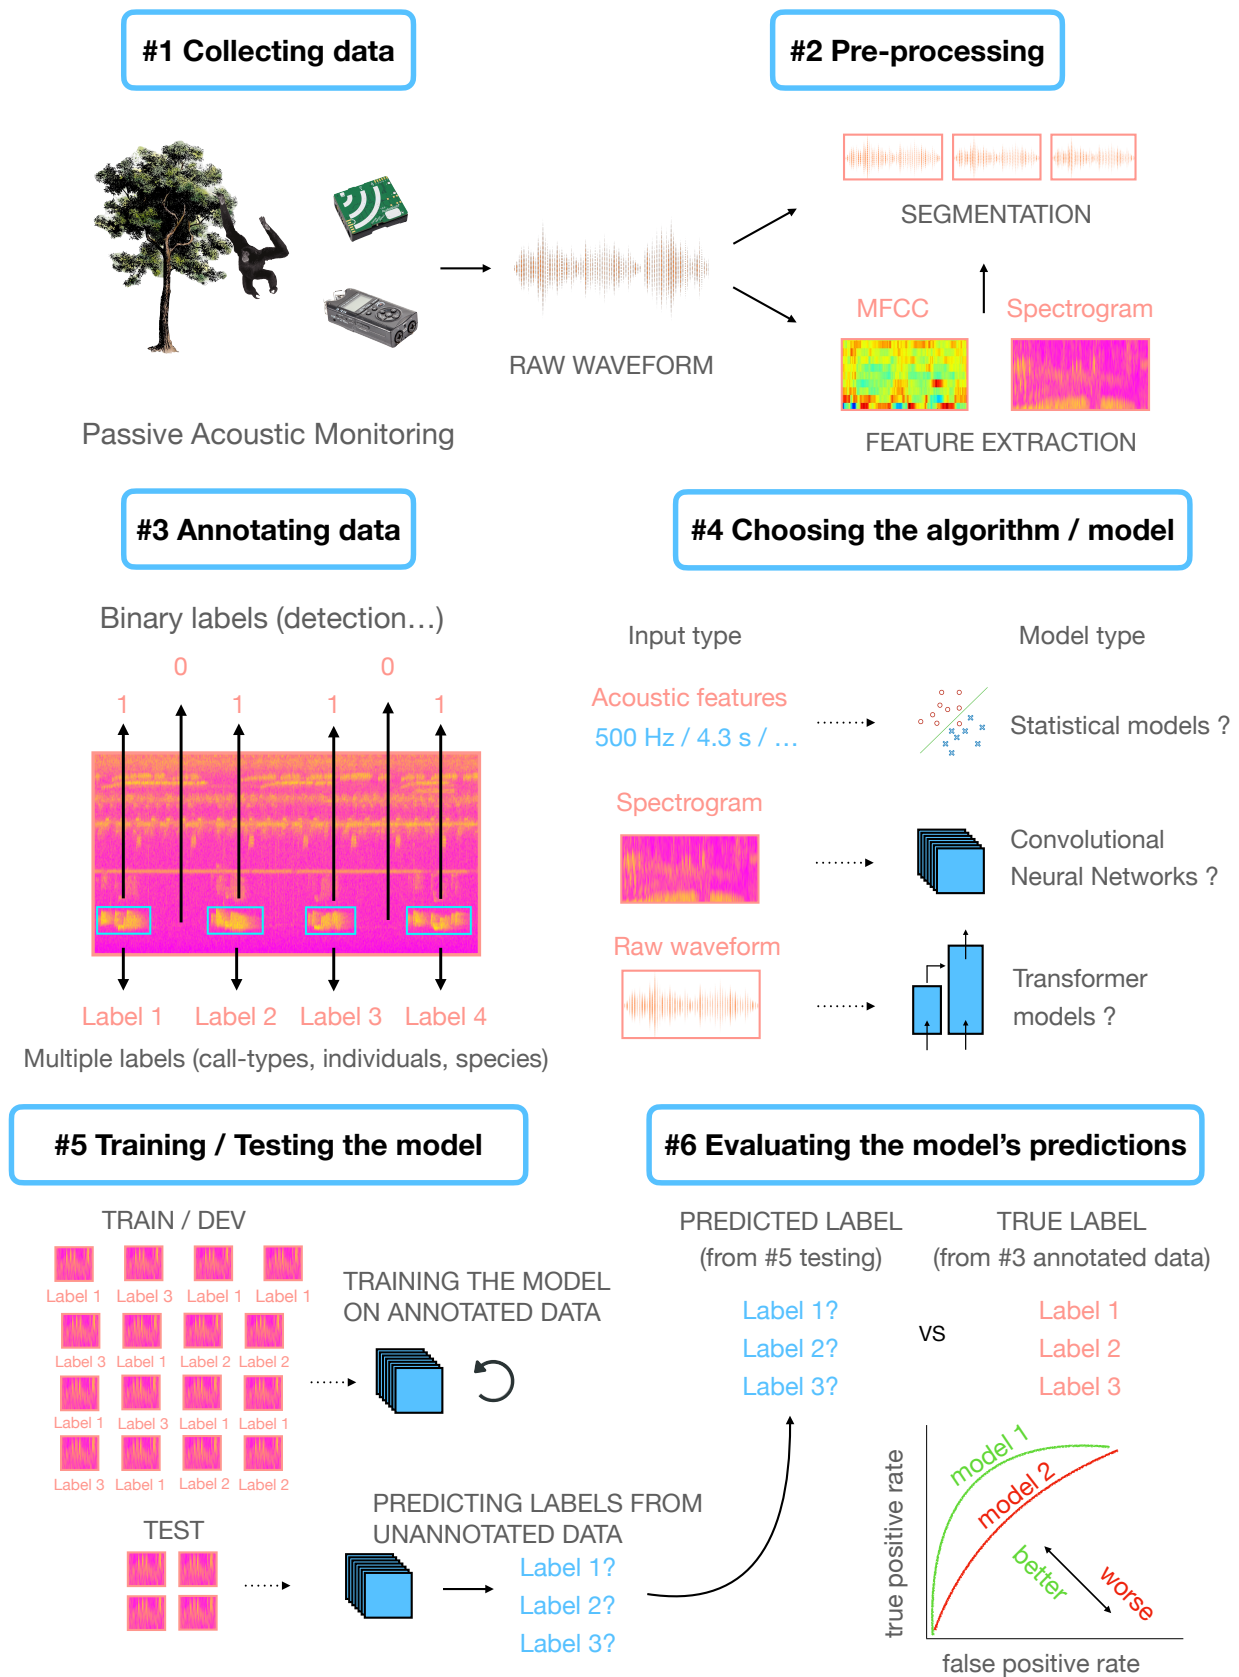 #1 Collecting data
#2 Pre-processing
SEGMENTATION
MFCC
Spectrogram
RAW WAVEFORM
Passive Acoustic Monitoring
FEATURE EXTRACTION
#3 Annotating data
Binary labels (detection…)
0
0
1
1
1
1
Label 1
Label 2
Label 3
Label 4
Multiple labels (call-types, individuals, species)
#4 Choosing the algorithm / model
Input type
Model type
Acoustic features
500 Hz / 4.3 s / …
Statistical models ?
Spectrogram
Convolutional
Neural Networks ?
Raw waveform
Transformer
models ?
#5 Training / Testing the model
TRAIN / DEV
Label 1
Label 3
Label 1
Label 1
Label 3
Label 1
Label 2
Label 2
Label 1
Label 3
Label 1
Label 1
Label 3
Label 1
Label 2
Label 2
TRAINING THE MODEL
ON ANNOTATED DATA
TEST
PREDICTING LABELS FROM
UNANNOTATED DATA
Label 1?
Label 2?
Label 3?
#6 Evaluating the model’s predictions
PREDICTED LABEL
(from #5 testing)
TRUE LABEL
(from #3 annotated data)
Label 1?
Label 2?
Label 3?
VS
Label 1
Label 2
Label 3
true positive rate
model 1
model 2
better
worse
false positive rate